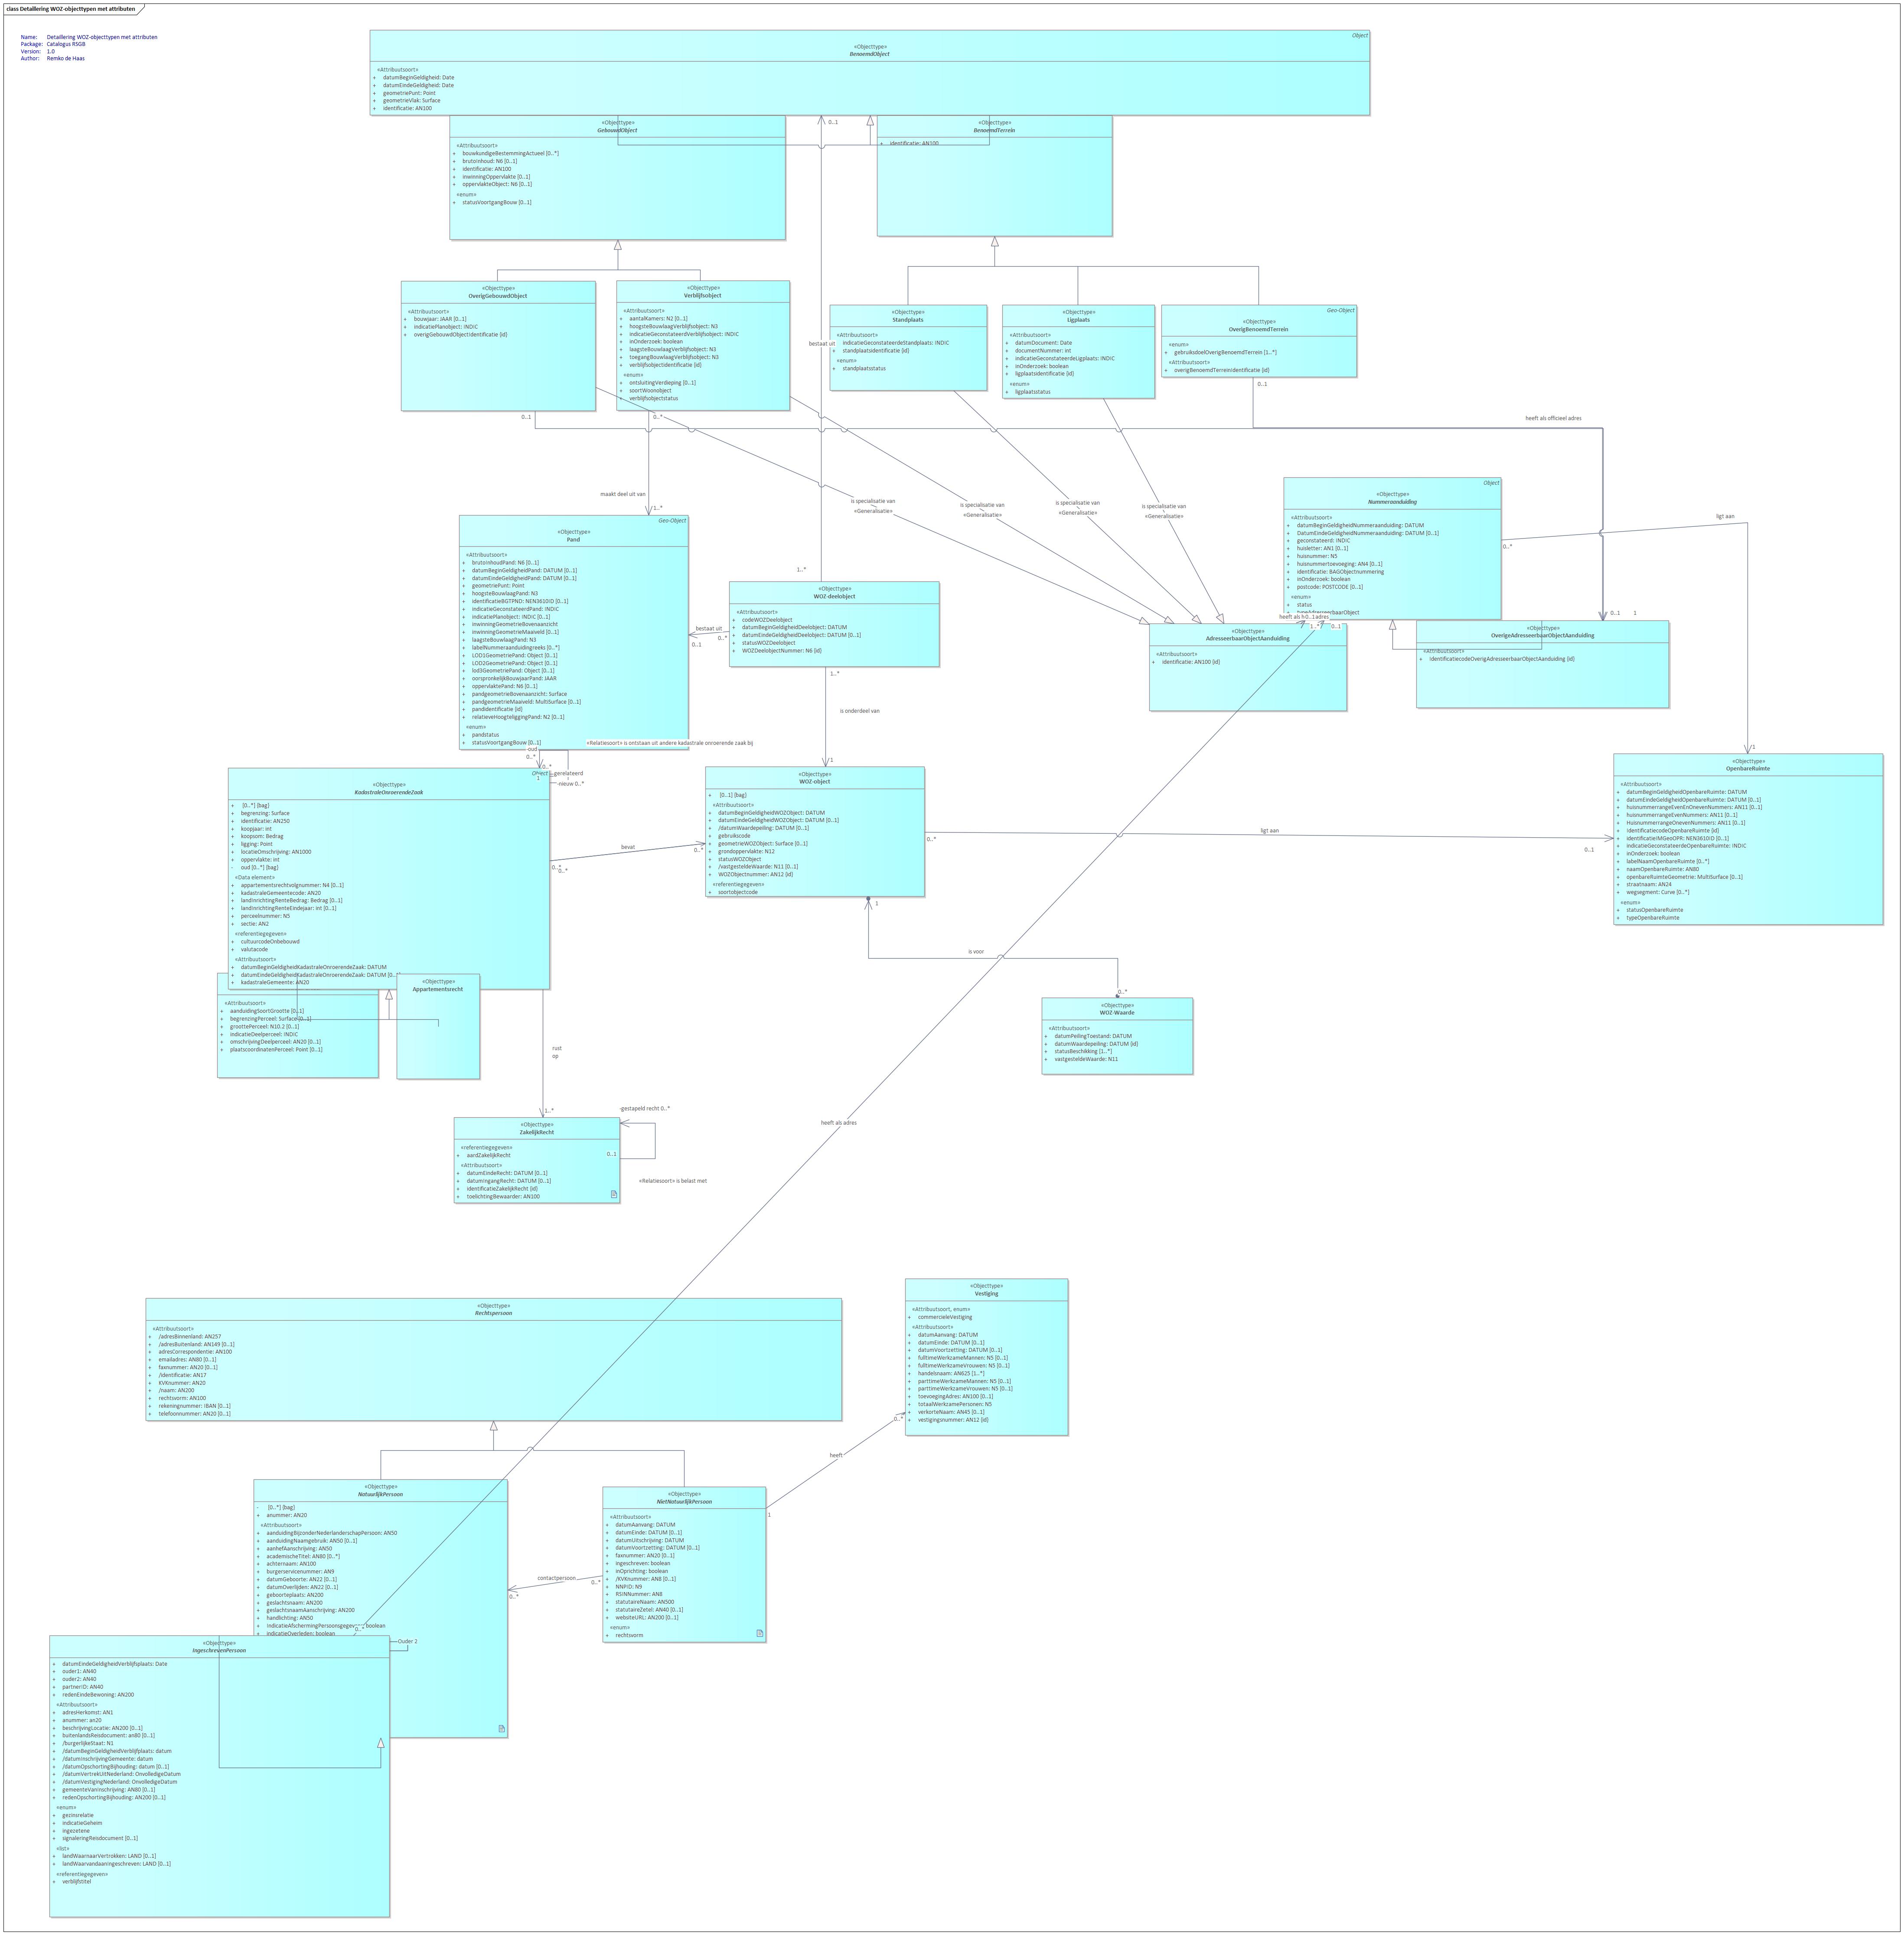 class Detaillering WOZ-objecttypen met attributen
Name: Detaillering WOZ-objecttypen met attributen
Package: Catalogus RSGB
Version: 1.0
Author: Remko de Haas
Object
«Objecttype»
BenoemdObject
«Attribuutsoort»
+ datumBeginGeldigheid: Date
+ datumEindeGeldigheid: Date
+ geometriePunt: Point
+ geometrieVlak: Surface
+ identificatie: AN100
«Objecttype»
GebouwdObject
«Attribuutsoort»
+ bouwkundigeBestemmingActueel [0..*]
+ brutoInhoud: N6 [0..1]
+ identificatie: AN100
+ inwinningOppervlakte [0..1]
+ oppervlakteObject: N6 [0..1]
«enum»
+ statusVoortgangBouw [0..1]
0..1
«Objecttype»
BenoemdTerrein
+ identificatie: AN100
«Objecttype»
OverigGebouwdObject
«Attribuutsoort»
+ bouwjaar: JAAR [0..1]
+ indicatiePlanobject: INDIC
+ overigGebouwdObjectIdentificatie {id}
«Objecttype»
Verblijfsobject
«Attribuutsoort»
+ aantalKamers: N2 [0..1]
+ hoogsteBouwlaagVerblijfsobject: N3
+ indicatieGeconstateerdVerblijfsobject: INDIC
+ inOnderzoek: boolean
+ laagsteBouwlaagVerblijfsobject: N3
+ toegangBouwlaagVerblijfsobject: N3
+ verblijfsobjectidentificatie {id}
«enum»
+ ontsluitingVerdieping [0..1]
+ soortWoonobject
+ verblijfsobjectstatus
bestaat uit
«Objecttype»
Standplaats
«Attribuutsoort»
+ indicatieGeconstateerdeStandplaats: INDIC
+ standplaatsidentificatie {id}
«enum»
+ standplaatsstatus
«Objecttype»
Ligplaats
«Attribuutsoort»
+ datumDocument: Date
+ documentNummer: int
+ indicatieGeconstateerdeLigplaats: INDIC
+ inOnderzoek: boolean
+ ligplaatsidentificatie {id}
«enum»
+ ligplaatsstatus
Geo-Object
«Objecttype»
OverigBenoemdTerrein
«enum»
+ gebruiksdoelOverigBenoemdTerrein [1..*]
«Attribuutsoort»
+ overigBenoemdTerreinIdentificatie {id}
0..1
0..1
0..*
heeft als officieel adres
maakt deel uit van
1..*
is specialisatie van
«Generalisatie»
is specialisatie van
«Generalisatie»
is specialisatie van
«Generalisatie»
is specialisatie van
«Generalisatie»
Object
«Objecttype»
Nummeraanduiding
«Attribuutsoort»
+ datumBeginGeldigheidNummeraanduiding: DATUM
+ DatumEindeGeldigheidNummeraanduiding: DATUM [0..1]
+ geconstateerd: INDIC
+ huisletter: AN1 [0..1]
+ huisnummer: N5
+ huisnummertoevoeging: AN4 [0..1]
+ identificatie: BAGObjectnummering
+ inOnderzoek: boolean
+ postcode: POSTCODE [0..1]
«enum»
+ status
+ typeAdresseerbaarObject
ligt aan
0..*
Geo-Object
«Objecttype»
Pand
«Attribuutsoort»
+ brutoInhoudPand: N6 [0..1]
+ datumBeginGeldigheidPand: DATUM [0..1]
+ datumEindeGeldigheidPand: DATUM [0..1]
+ geometriePunt: Point
+ hoogsteBouwlaagPand: N3
+ identificatieBGTPND: NEN3610ID [0..1]
+ indicatieGeconstateerdPand: INDIC
+ indicatiePlanobject: INDIC [0..1]
+ inwinningGeometrieBovenaanzicht
+ inwinningGeometrieMaaiveld [0..1]
+ laagsteBouwlaagPand: N3
+ labelNummeraanduidingreeks [0..*]
+ LOD1GeometriePand: Object [0..1]
+ LOD2GeometriePand: Object [0..1]
+ lod3GeometriePand: Object [0..1]
+ oorspronkelijkBouwjaarPand: JAAR
+ oppervlaktePand: N6 [0..1]
+ pandgeometrieBovenaanzicht: Surface
+ pandgeometrieMaaiveld: MultiSurface [0..1]
+ pandidentificatie {id}
+ relatieveHoogteliggingPand: N2 [0..1]
«enum»
+ pandstatus
+ statusVoortgangBouw [0..1]
1..*
«Objecttype»
WOZ-deelobject
«Attribuutsoort»
+ codeWOZDeelobject
+ datumBeginGeldigheidDeelobject: DATUM
+ datumEindeGeldigheidDeelobject: DATUM [0..1]
+ statusWOZDeelobject
+ WOZDeelobjectNummer: N6 {id}
bestaat uit
0..*
0..1
1..*
is onderdeel van
1
heeft als h0..1adres
1..*
0..1
«Objecttype»
AdresseerbaarObjectAanduiding
«Attribuutsoort»
+ identificatie: AN100 {id}
0..1
1
«Objecttype»
OverigeAdresseerbaarObjectAanduiding
«Attribuutsoort»
+ identificatiecodeOverigAdresseerbaarObjectAanduiding {id}
1
oud
0..*
«Relatiesoort» is ontstaan uit andere kadastrale onroerende zaak bij
0..*
Object
1
-gerelateerd
-nieuw 0..*
«Objecttype»
KadastraleOnroerendeZaak
+ [0..*] {bag}
+ begrenzing: Surface
+ identificatie: AN250
+ koopjaar: int
+ koopsom: Bedrag
+ ligging: Point
+ locatieOmschrijving: AN1000
+ oppervlakte: int
- oud [0..*] {bag}
«Data element»
+ appartementsrechtvolgnummer: N4 [0..1]
+ kadastraleGemeentecode: AN20
+ landInrichtingRenteBedrag: Bedrag [0..1]
+ landInrichtingRenteEindejaar: int [0..1]
+ perceelnummer: N5
+ sectie: AN2
«referentiegegeven»
+ cultuurcodeOnbebouwd
+ valutacode
«Attribuutsoort»
+ datumBeginGeldigheidKadastraleOnroerendeZaak: DATUM
+ datumEindeGeldigheidKadastraleOnroerendeZaak: DATUM [0..
+ kadastraleGemeente: AN20
bevat
0..*
0..*
0..*
«Objecttype»
WOZ-object
+ [0..1] {bag}
«Attribuutsoort»
+ datumBeginGeldigheidWOZObject: DATUM
+ datumEindeGeldigheidWOZObject: DATUM [0..1]
+ /datumWaardepeiling: DATUM [0..1]
+ gebruikscode
+ geometrieWOZObject: Surface [0..1]
+ grondoppervlakte: N12
+ statusWOZObject
+ /vastgesteldeWaarde: N11 [0..1]
+ WOZObjectnummer: AN12 {id}
«referentiegegeven»
+ soortobjectcode
0..*
ligt aan
0..1
«Objecttype»
OpenbareRuimte
«Attribuutsoort»
+ datumBeginGeldigheidOpenbareRuimte: DATUM
+ datumEindeGeldigheidOpenbareRuimte: DATUM [0..1]
+ huisnummerrangeEvenEnOnevenNummers: AN11 [0..1]
+ huisnummerrangeEvenNummers: AN11 [0..1]
+ HuisnummerrangeOnevenNummers: AN11 [0..1]
+ identificatiecodeOpenbareRuimte {id}
+ identificatieIMGeoOPR: NEN3610ID [0..1]
+ indicatieGeconstateerdeOpenbareRuimte: INDIC
+ inOnderzoek: boolean
+ labelNaamOpenbareRuimte [0..*]
+ naamOpenbareRuimte: AN80
+ openbareRuimteGeometrie: MultiSurface [0..1]
+ straatnaam: AN24
+ wegsegment: Curve [0..*]
«enum»
+ statusOpenbareRuimte
+ typeOpenbareRuimte
1
is voor
0..*
«Attribuutsoort»
+ aanduidingSoortGrootte [0..1]
+ begrenzingPerceel: Surface [0..1]
+ groottePerceel: N10.2 [0..1]
+ indicatieDeelperceel: INDIC
+ omschrijvingDeelperceel: AN20 [0..1]
+ plaatscoordinatenPerceel: Point [0..1]
«Objecttype»
Appartementsrecht
«Objecttype»
WOZ-Waarde
«Attribuutsoort»
+ datumPeilingToestand: DATUM
+ datumWaardepeiling: DATUM {id}
+ statusBeschikking [1..*]
+ vastgesteldeWaarde: N11
rust
op
1..*
-gestapeld recht 0..*
«Objecttype»
ZakelijkRecht
«referentiegegeven»
+ aardZakelijkRecht
«Attribuutsoort»
+ datumEindeRecht: DATUM [0..1]
+ datumIngangRecht: DATUM [0..1]
+ identificatieZakelijkRecht {id}
+ toelichtingBewaarder: AN100
0..1
«Relatiesoort» is belast met
heeft als adres
«Objecttype»
Rechtspersoon
«Attribuutsoort»
+ /adresBinnenland: AN257
+ /adresBuitenland: AN149 [0..1]
+ adresCorrespondentie: AN100
+ emailadres: AN80 [0..1]
+ faxnummer: AN20 [0..1]
+ /identificatie: AN17
+ KVKnummer: AN20
+ /naam: AN200
+ rechtsvorm: AN100
+ rekeningnummer: IBAN [0..1]
+ telefoonnummer: AN20 [0..1]
«Objecttype»
Vestiging
«Attribuutsoort, enum»
+ commercieleVestiging
«Attribuutsoort»
+ datumAanvang: DATUM
+ datumEinde: DATUM [0..1]
+ datumVoortzetting: DATUM [0..1]
+ fulltimeWerkzameMannen: N5 [0..1]
+ fulltimeWerkzameVrouwen: N5 [0..1]
+ handelsnaam: AN625 [1..*]
+ parttimeWerkzameMannen: N5 [0..1]
+ parttimeWerkzameVrouwen: N5 [0..1]
+ toevoegingAdres: AN100 [0..1]
+ totaalWerkzamePersonen: N5
+ verkorteNaam: AN45 [0..1]
+ vestigingsnummer: AN12 {id}
0..*
heeft
1
«Objecttype»
NatuurlijkPersoon
- [0..*] {bag}
+ anummer: AN20
«Attribuutsoort»
+ aanduidingBijzonderNederlanderschapPersoon: AN50
+ aanduidingNaamgebruik: AN50 [0..1]
+ aanhefAanschrijving: AN50
+ academischeTitel: AN80 [0..*]
+ achternaam: AN100
+ burgerservicenummer: AN9
+ datumGeboorte: AN22 [0..1]
+ datumOverlijden: AN22 [0..1]
+ geboorteplaats: AN200
+ geslachtsnaam: AN200
+ geslachtsnaamAanschrijving: AN200
+ handlichting: AN50
+ indicatieAfschermingPersoonsgegevens: boolean
+ indicatieOverleden: boolean
0..*
«Objecttype»
NietNatuurlijkPersoon
«Attribuutsoort»
+ datumAanvang: DATUM
+ datumEinde: DATUM [0..1]
+ datumUitschrijving: DATUM
+ datumVoortzetting: DATUM [0..1]
+ faxnummer: AN20 [0..1]
+ ingeschreven: boolean
+ inOprichting: boolean
+ /KVKnummer: AN8 [0..1]
+ NNPID: N9
+ RSINNummer: AN8
+ statutaireNaam: AN500
+ statutaireZetel: AN40 [0..1]
+ websiteURL: AN200 [0..1]
«enum»
+ rechtsvorm
contactpersoon
0..*
0..*
Ouder 2
«Objecttype»
IngeschrevenPersoon
+ datumEindeGeldigheidVerblijfsplaats: Date
+ ouder1: AN40
+ ouder2: AN40
+ partnerID: AN40
+ redenEindeBewoning: AN200
«Attribuutsoort»
+ adresHerkomst: AN1
+ anummer: an20
+ beschrijvingLocatie: AN200 [0..1]
+ buitenlandsReisdocument: an80 [0..1]
+ /burgerlijkeStaat: N1
+ /datumBeginGeldigheidVerblijfplaats: datum
+ /datumInschrijvingGemeente: datum
+ /datumOpschortingBijhouding: datum [0..1]
+ /datumVertrekUitNederland: OnvolledigeDatum
+ /datumVestigingNederland: OnvolledigeDatum
+ gemeenteVanInschrijving: AN80 [0..1]
+ redenOpschortingBijhouding: AN200 [0..1]
«enum»
+ gezinsrelatie
+ indicatieGeheim
+ ingezetene
+ signaleringReisdocument [0..1]
«list»
+ landWaarnaarVertrokken: LAND [0..1]
+ landWaarvandaanIngeschreven: LAND [0..1]
«referentiegegeven»
+ verblijfstitel